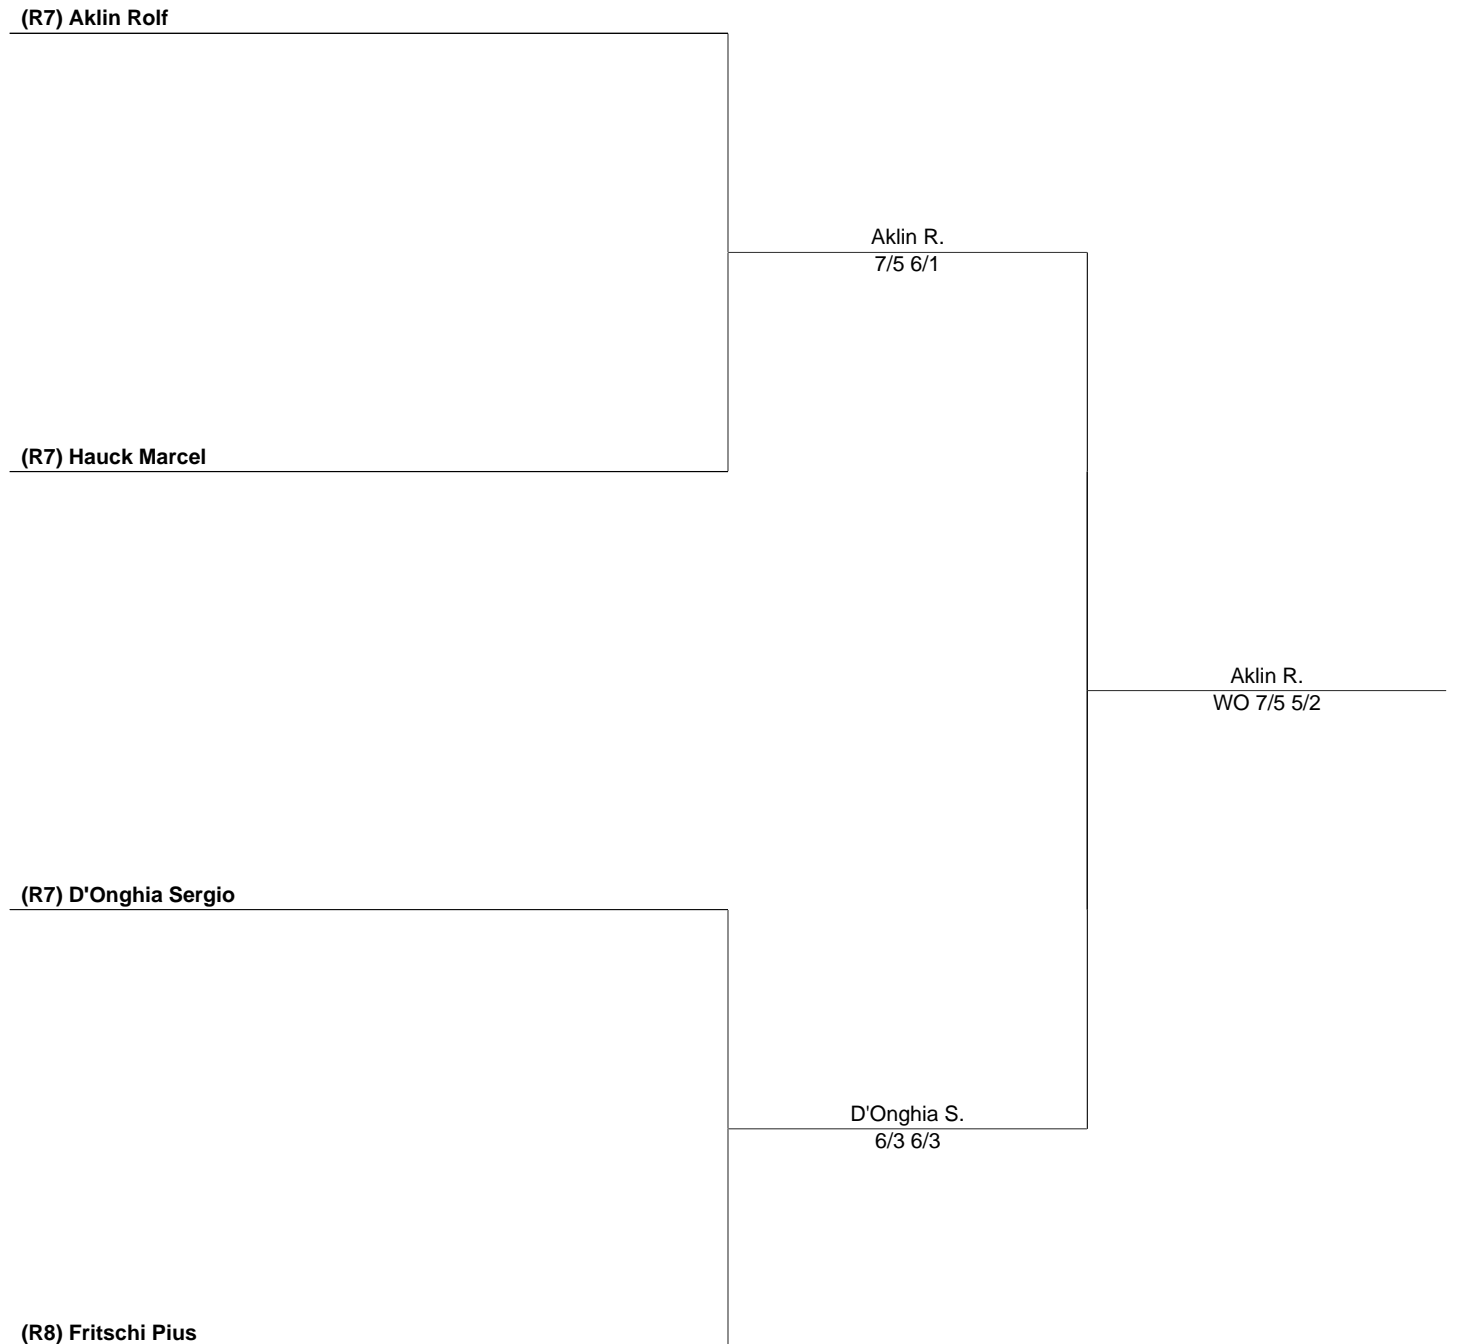 (R7) Aklin Rolf
Aklin R.
7/5 6/1
(R7) Hauck Marcel
Aklin R.
WO 7/5 5/2
(R7) D'Onghia Sergio
D'Onghia S.
6/3 6/3
(R8) Fritschi Pius